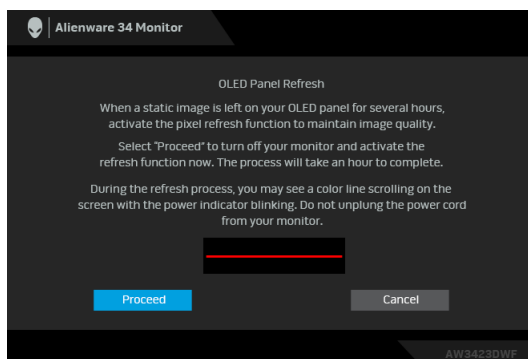 Alienware 34 Monitor
OLED Panel Refresh
When a static image is left on your OLED panel for several hours,
activate the pixel refresh function to maintain image quality.
Select "Proceed" to turn off your monitor and activate the
refresh function now. The process will take an hour to complete.
During the refresh process, you may see a color line scrolling on the
screen with the power indicator blinking. Do not unplung the power cord
from your monitor.
Proceed
Cancel
AW3423DWF